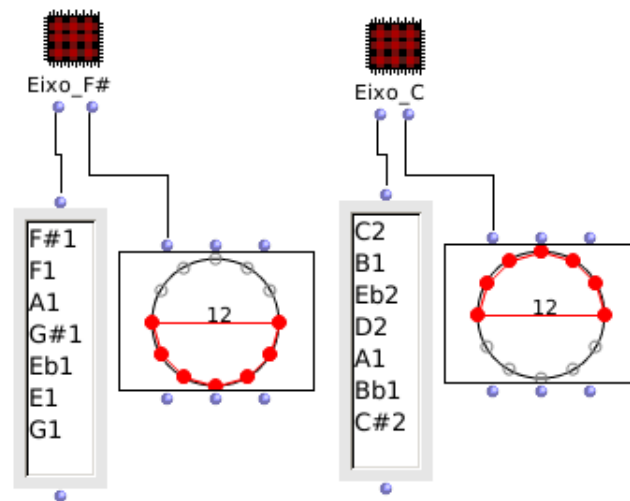 Eixo_F#
F#1
F1
A1
G#1
Eb1
E1
G1
12
Eixo_C
C2
B1
Eb2
D2
A1
Bb1
C#2
12